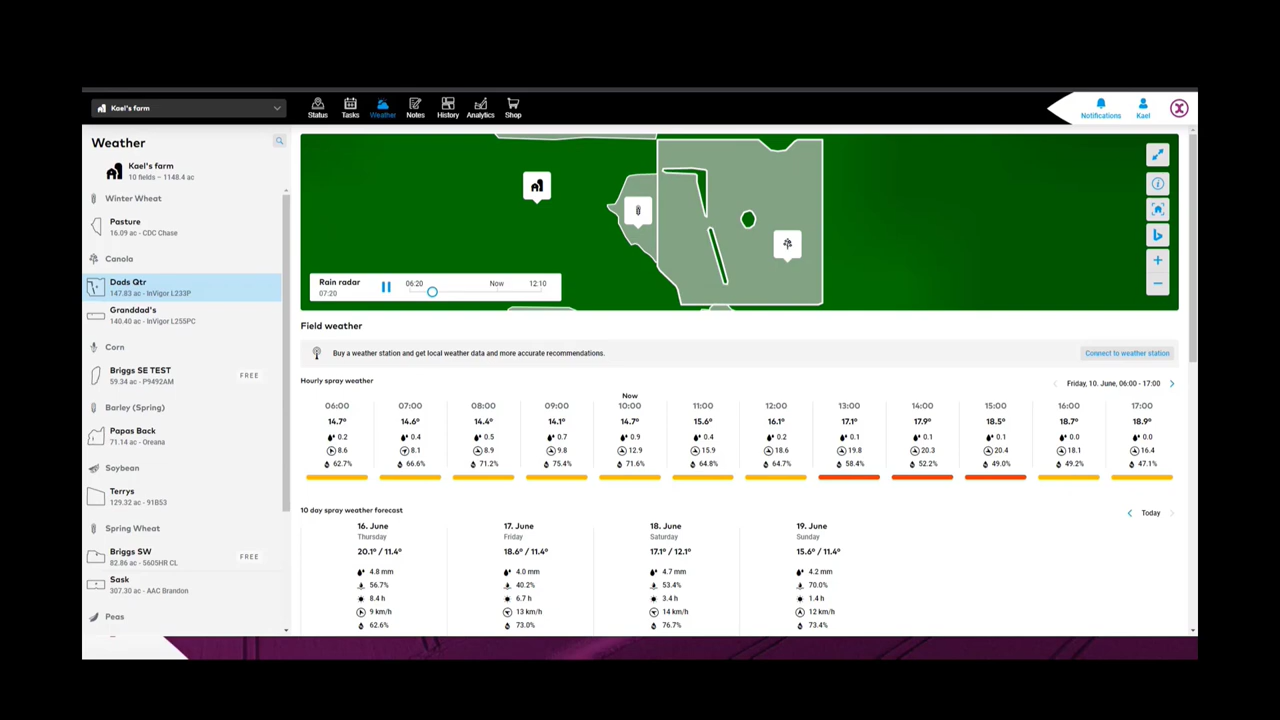 Kael's farm
Status Tasks Weather Notes History Analytics Shop
Notifications Kael
Weather
Kael's farm
10 fields – 1148.4 ac
Winter Wheat
Pasture
16.09 ac - CDC Chase
Canola
Dads Qtr
147.83 ac - InVigor L233P
Granddad's
140.40 ac - InVigor L255PC
Corn
Briggs SE TEST
59.34 ac - P9492AM
FREE
Barley (Spring)
Papas Back
71.14 ac - Oreana
Soybean
Terrys
129.32 ac - 91B53
Spring Wheat
Briggs SW
82.86 ac - 5605HR CL
FREE
Sask
307.30 ac - AAC Brandon
Peas
Rain radar
07:20
06:20 Now 12:10
Field weather
Buy a weather station and get local weather data and more accurate recommendations.
Connect to weather station
Hourly spray weather
Friday, 10. June, 06:00 - 17:00
Now
06:00 07:00 08:00 09:00 10:00 11:00 12:00 13:00 14:00 15:00 16:00 17:00
14.7° 14.6° 14.4° 14.1° 14.7° 15.6° 16.1° 17.1° 17.9° 18.5° 18.7° 18.9°
0.2 0.4 0.5 0.7 0.9 0.4 0.2 0.1 0.1 0.1 0.0 0.0
8.6 8.1 8.9 9.8 12.9 15.9 18.6 19.8 20.3 20.4 18.1 16.4
62.7% 66.6% 71.2% 75.4% 71.6% 64.8% 64.7% 58.4% 52.2% 49.0% 49.2% 47.1%
10 day spray weather forecast
Today
16. June 17. June 18. June 19. June
Thursday Friday Saturday Sunday
20.1° / 11.4° 18.6° / 11.4° 17.1° / 12.1° 15.6° / 11.4°
4.8 mm 4.0 mm 4.7 mm 4.2 mm
56.7% 40.2% 53.4% 70.0%
8.4 h 6.7 h 3.4 h 1.4 h
9 km/h 13 km/h 14 km/h 12 km/h
62.6% 73.0% 76.7% 73.4%